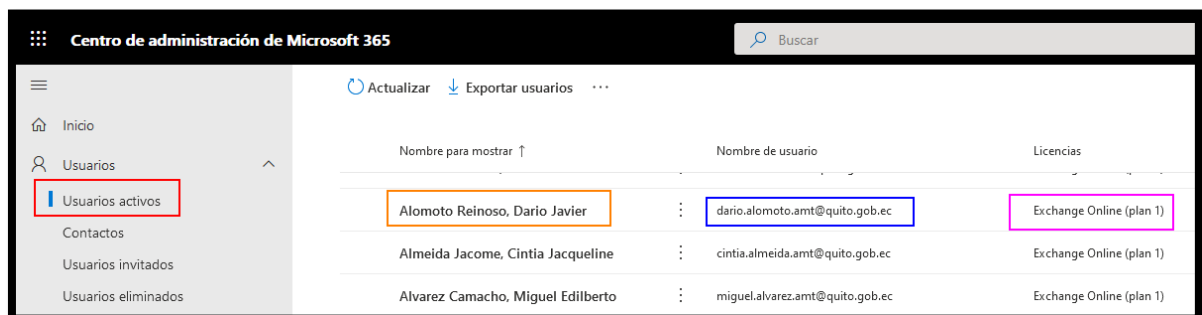 Centro de administración de Microsoft 365
Buscar
Actualizar Exportar usuarios ...
Inicio
Usuarios
Usuarios activos
Contactos
Usuarios invitados
Usuarios eliminados
Nombre para mostrar ↑ Nombre de usuario Licencias
Alomoto Reinoso, Dario Javier dario.alomoto.amt@quito.gob.ec Exchange Online (plan 1)
Almeida Jacome, Cintia Jacqueline cintia.almeida.amt@quito.gob.ec Exchange Online (plan 1)
Alvarez Camacho, Miguel Edilberto miguel.alvarez.amt@quito.gob.ec Exchange Online (plan 1)